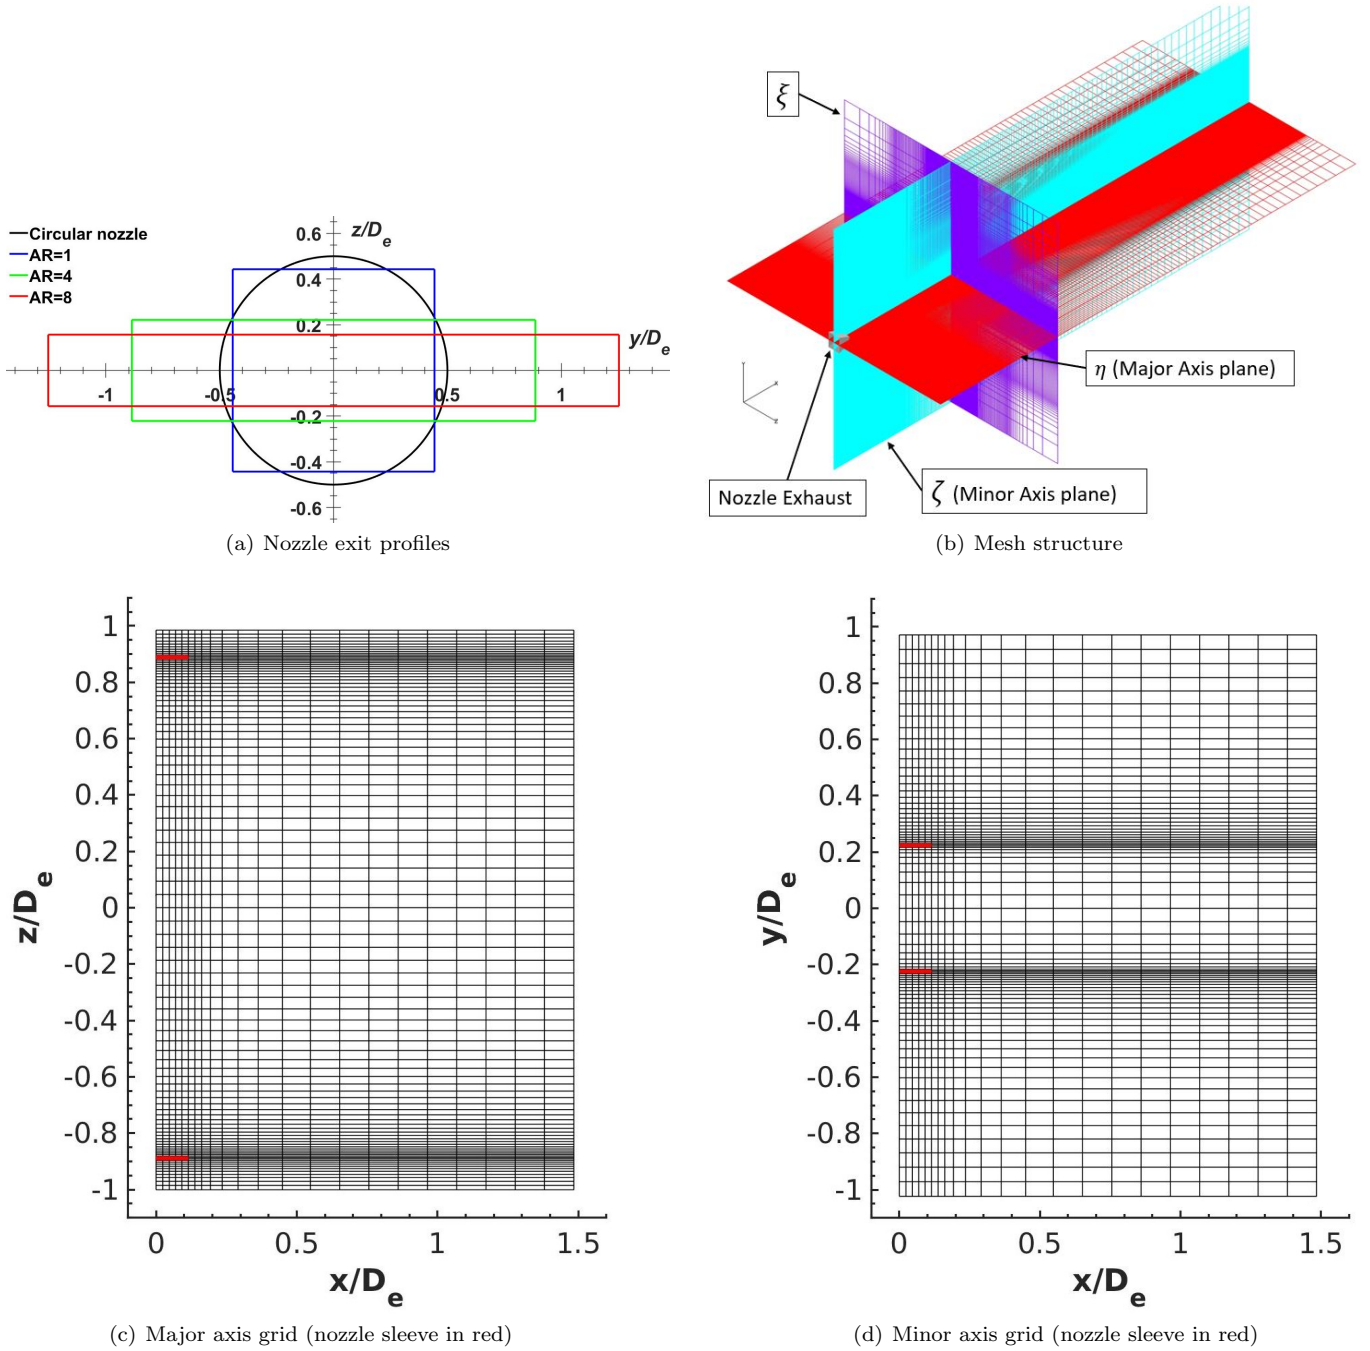 z/De
Circular nozzle
AR=1
AR=4
AR=8
0.6
0.4
0.2
-0.2
-0.4
-0.6
-1
-0.5
0.5
1
y/De
(a) Nozzle exit profiles
ξ
η (Major Axis plane)
Nozzle Exhaust
ζ (Minor Axis plane)
(b) Mesh structure
1
0.8
0.6
0.4
0.2
0
-0.2
-0.4
-0.6
-0.8
-1
z/De
0 0.5 1 1.5
x/De
(c) Major axis grid (nozzle sleeve in red)
1
0.8
0.6
0.4
0.2
0
-0.2
-0.4
-0.6
-0.8
-1
y/De
0 0.5 1 1.5
x/De
(d) Minor axis grid (nozzle sleeve in red)